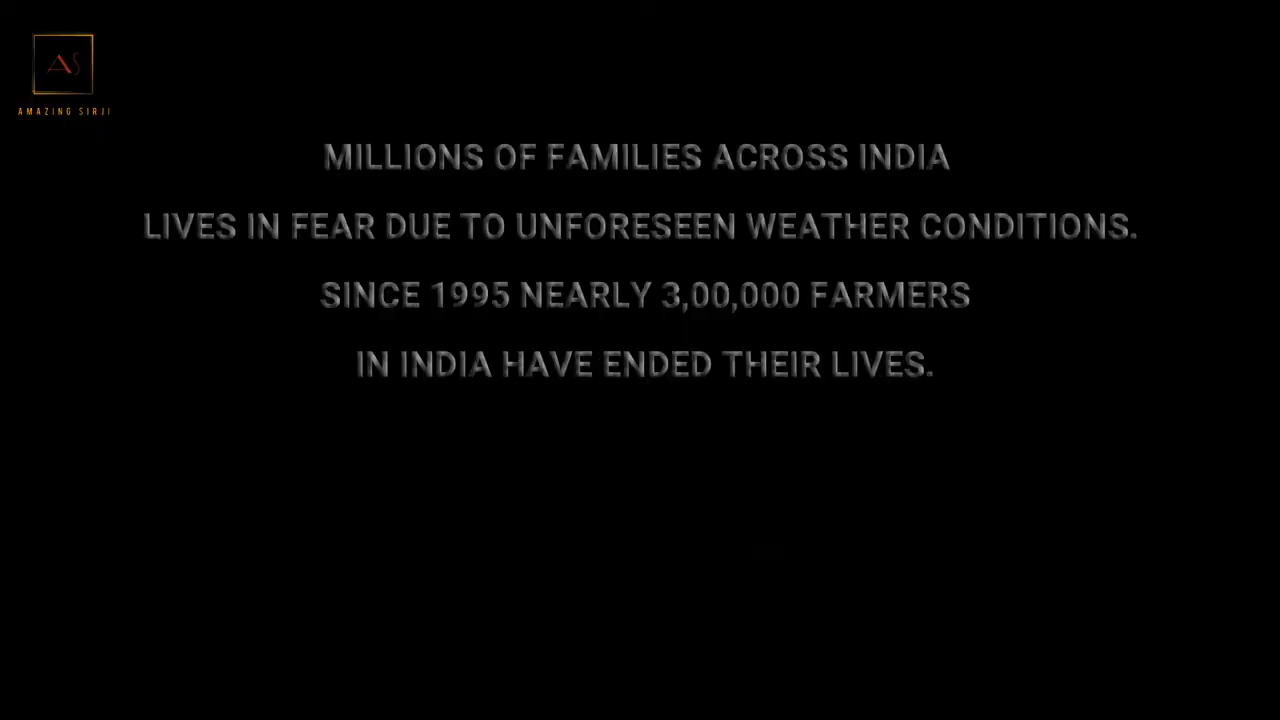 AS
AMAZING SIRJI
MILLIONS OF FAMILIES ACROSS INDIA
LIVES IN FEAR DUE TO UNFORESEEN WEATHER CONDITIONS.
SINCE 1995 NEARLY 3,00,000 FARMERS
IN INDIA HAVE ENDED THEIR LIVES.